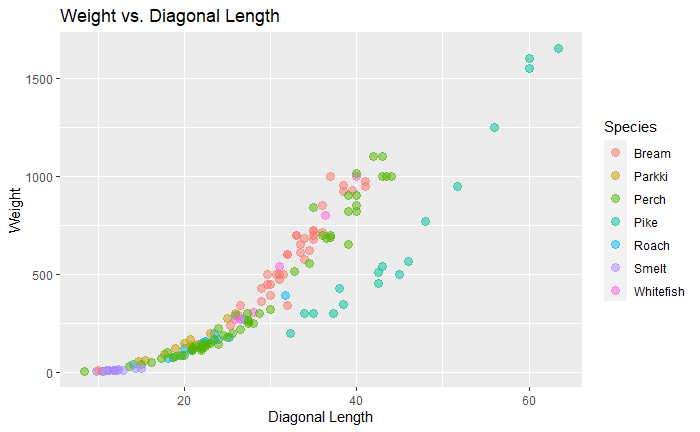 Weight vs. Diagonal Length
1500
1000
500
0
Weight
20
40
60
Diagonal Length
Species
Bream
Parkki
Perch
Pike
Roach
Smelt
Whitefish